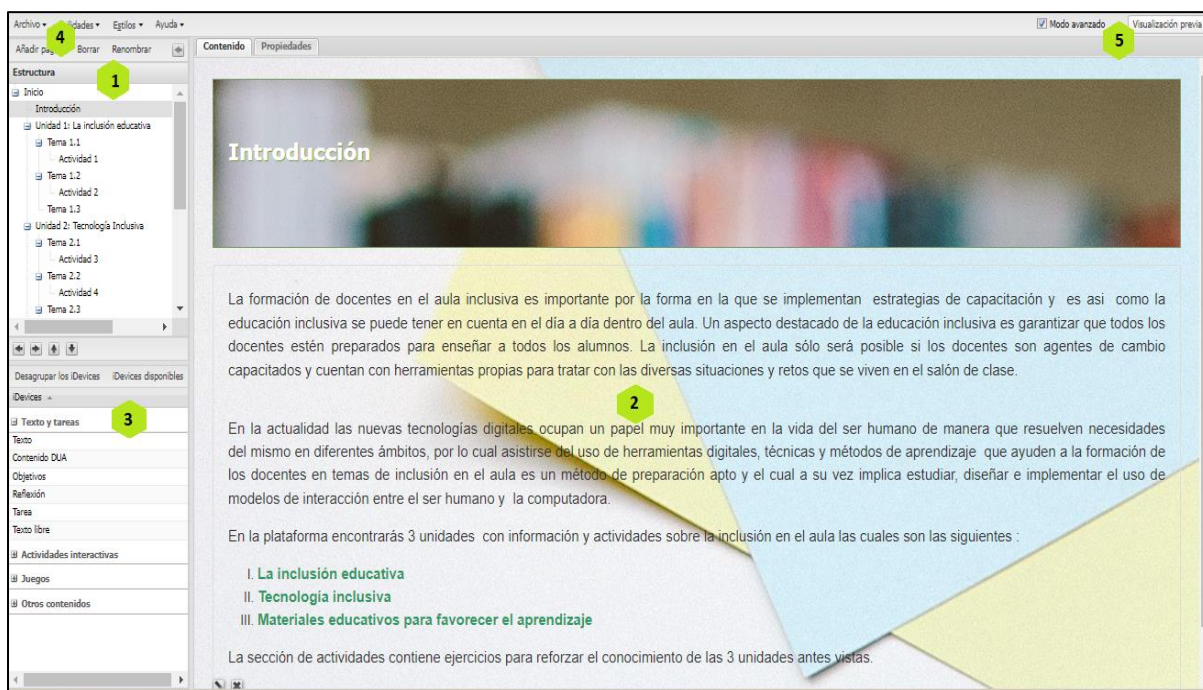 Archivo ▾ idades ▾ Estilos ▾ Ayuda ▾
Modo avanzado Visualización previa
4
5
Añadir pág Borrar Renombrar
Contenido Propiedades
Estructura
1
Inicio
Introducción
Unidad 1: La inclusión educativa
Tema 1.1
Actividad 1
Tema 1.2
Actividad 2
Tema 1.3
Unidad 2: Tecnología Inclusiva
Tema 2.1
Actividad 3
Tema 2.2
Actividad 4
Tema 2.3
Desagrupar los iDevices iDevices disponibles
iDevices
3
Texto y tareas
Texto
Contenido DUA
Objetivos
Reflexión
Tarea
Texto libre
Actividades interactivas
Juegos
Otros contenidos
Introducción
La formación de docentes en el aula inclusiva es importante por la forma en la que se implementan estrategias de capacitación y es asi como la
educación inclusiva se puede tener en cuenta en el día a día dentro del aula. Un aspecto destacado de la educación inclusiva es garantizar que todos los
docentes estén preparados para enseñar a todos los alumnos. La inclusión en el aula sólo será posible si los docentes son agentes de cambio
capacitados y cuentan con herramientas propias para tratar con las diversas situaciones y retos que se viven en el salón de clase.
2
En la actualidad las nuevas tecnologías digitales ocupan un papel muy importante en la vida del ser humano de manera que resuelven necesidades
del mismo en diferentes ámbitos, por lo cual asistirse del uso de herramientas digitales, técnicas y métodos de aprendizaje que ayuden a la formación de
los docentes en temas de inclusión en el aula es un método de preparación apto y el cual a su vez implica estudiar, diseñar e implementar el uso de
modelos de interacción entre el ser humano y la computadora.
En la plataforma encontrarás 3 unidades con información y actividades sobre la inclusión en el aula las cuales son las siguientes :
I. La inclusión educativa
II. Tecnología inclusiva
III. Materiales educativos para favorecer el aprendizaje
La sección de actividades contiene ejercicios para reforzar el conocimiento de las 3 unidades antes vistas.